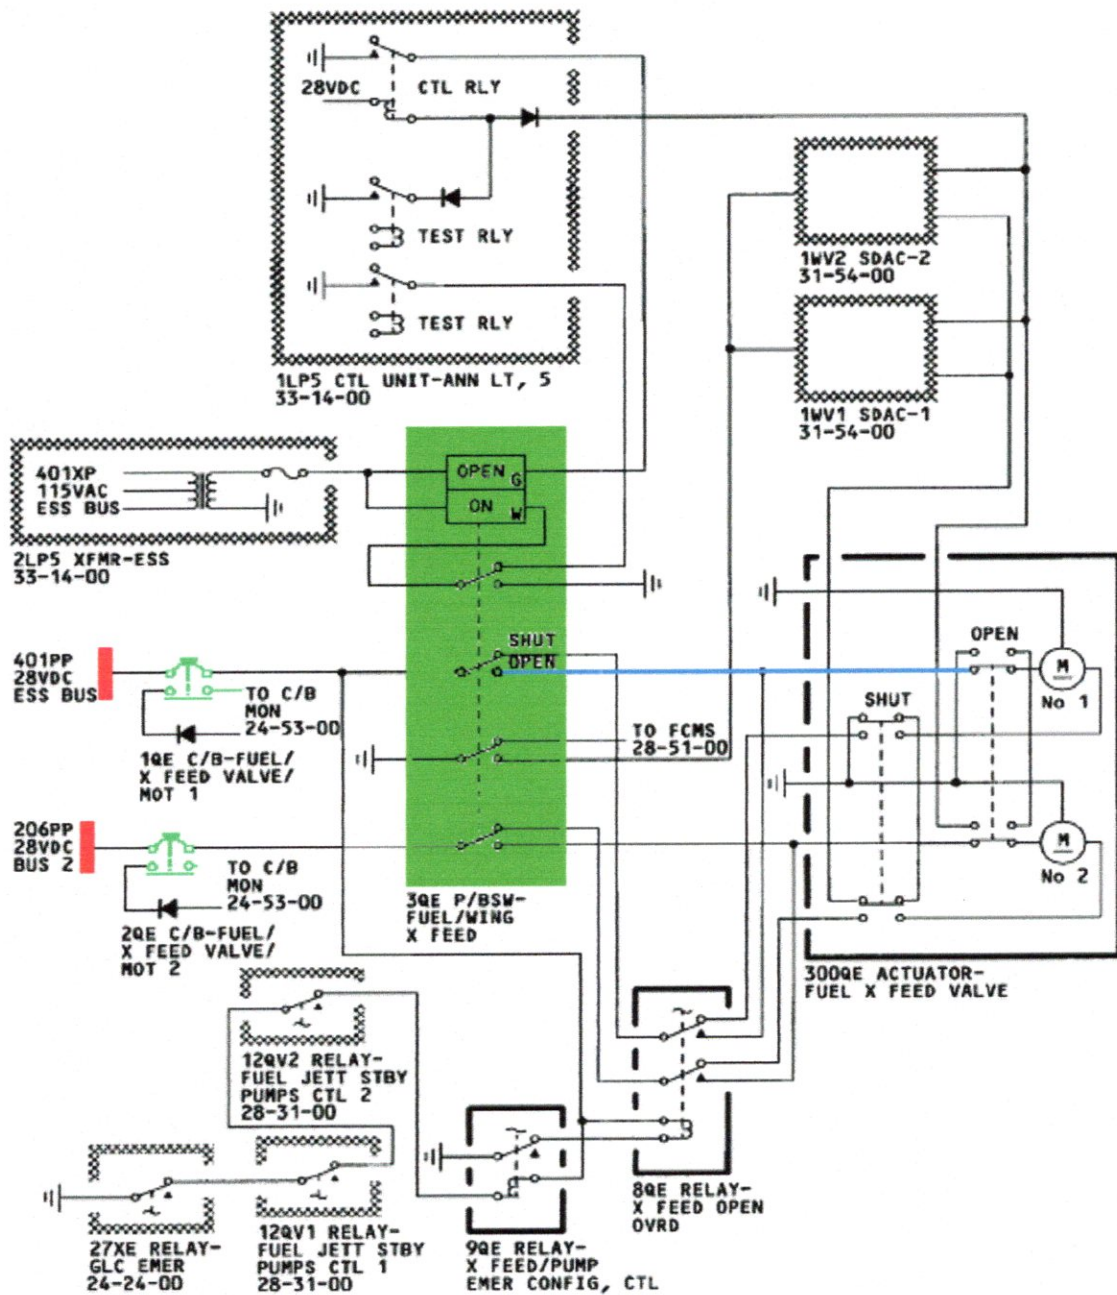 28VDC
CTL RLY
TEST RLY
TEST RLY
1LP5 CTL UNIT-ANN LT, 5
33-14-00
1WV2 SDAC-2
31-54-00
1WV1 SDAC-1
31-54-00
401XP
115VAC
ESS BUS
2LP5 XFMR-ESS
33-14-00
OPEN G
ON W
SHUT
OPEN
401PP
28VDC
ESS BUS
TO C/B
MON
24-53-00
1QE C/B-FUEL/
X FEED VALVE/
MOT 1
TO FCMS
28-51-00
206PP
28VDC
BUS 2
TO C/B
MON
24-53-00
2QE C/B-FUEL/
X FEED VALVE/
MOT 2
3QE P/BSW-
FUEL/WING
X FEED
OPEN
M
No 1
SHUT
M
No 2
300QE ACTUATOR-
FUEL X FEED VALVE
12QV2 RELAY-
FUEL JETT STBY
PUMPS CTL 2
28-31-00
27XE RELAY-
GLC EMER
24-24-00
12QV1 RELAY-
FUEL JETT STBY
PUMPS CTL 1
28-31-00
9QE RELAY-
X FEED/PUMP
EMER CONFIG, CTL
8QE RELAY-
X FEED OPEN
OVRD